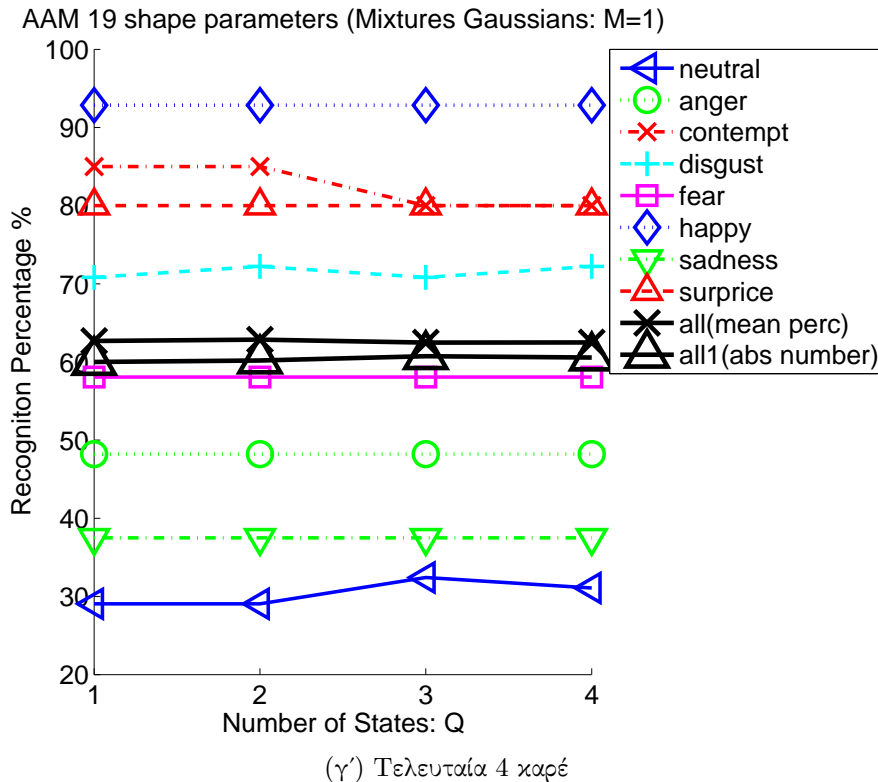 AAM 19 shape parameters (Mixtures Gaussians: M=1)
100
90
80
70
60
50
40
30
20
Recogniton Percentage %
1 2 3 4
Number of States: Q
neutral
anger
contempt
disgust
fear
happy
sadness
surprice
all(mean perc)
all1(abs number)
(γ΄) Τελευταία 4 καρέ